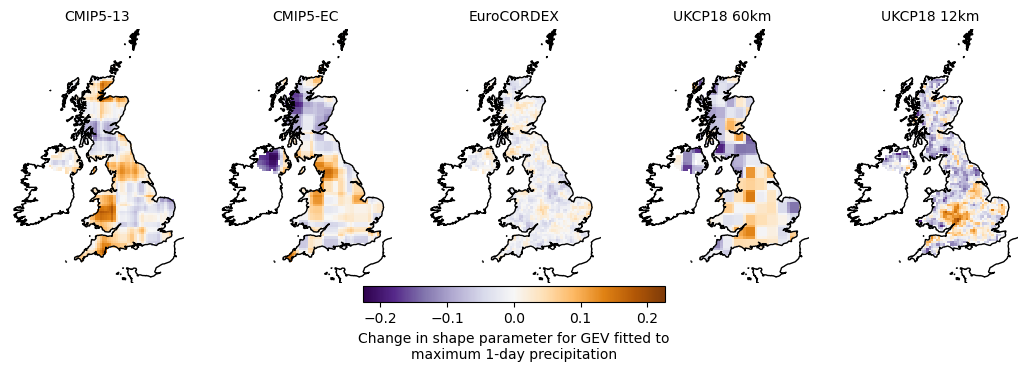 CMIP5-13 CMIP5-EC EuroCORDEX UKCP18 60km UKCP18 12km
−0.2 −0.1 0.0 0.1 0.2
Change in shape parameter for GEV fitted to
maximum 1-day precipitation